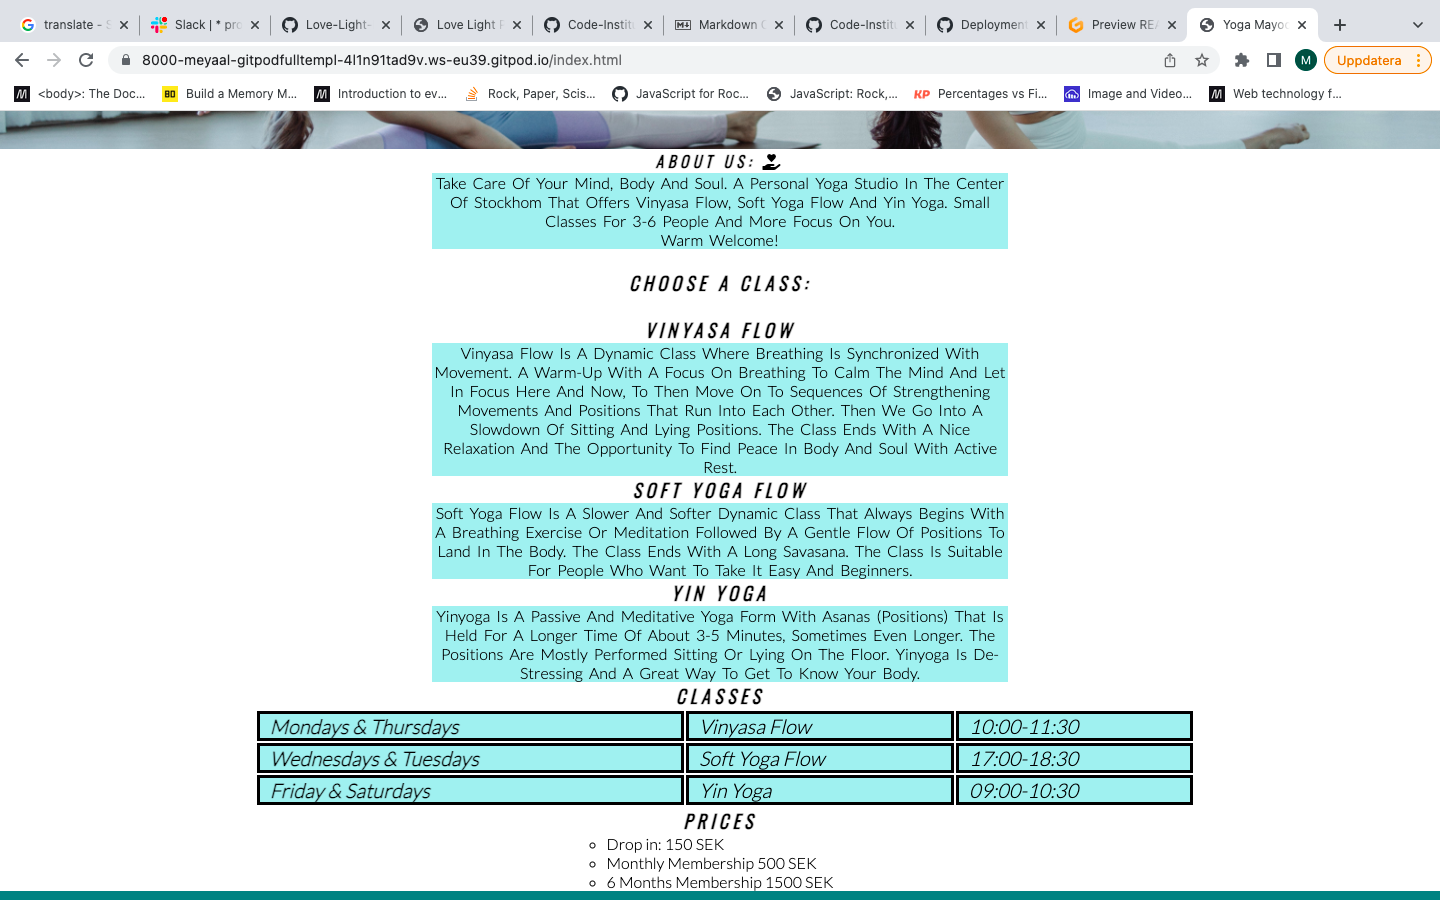 translate - S
Slack | * pro
Love-Light-
Love Light F
Code-Institu
Markdown C
Code-Institu
Deployment
Preview REA
Yoga Mayoc
8000-meyaal-gitpodfulltempl-4l1n91tad9v.ws-eu39.gitpod.io/index.html
M
Uppdatera
<body>: The Doc...
BD
Build a Memory M...
Introduction to ev...
Rock, Paper, Scis...
JavaScript for Roc...
JavaScript: Rock,...
KP
Percentages vs Fi...
Image and Video...
Web technology f...
ABOUT US:
Take Care Of Your Mind, Body And Soul. A Personal Yoga Studio In The Center
Of Stockhom That Offers Vinyasa Flow, Soft Yoga Flow And Yin Yoga. Small
Classes For 3-6 People And More Focus On You.
Warm Welcome!
CHOOSE A CLASS:
VINYASA FLOW
Vinyasa Flow Is A Dynamic Class Where Breathing Is Synchronized With
Movement. A Warm-Up With A Focus On Breathing To Calm The Mind And Let
In Focus Here And Now, To Then Move On To Sequences Of Strengthening
Movements And Positions That Run Into Each Other. Then We Go Into A
Slowdown Of Sitting And Lying Positions. The Class Ends With A Nice
Relaxation And The Opportunity To Find Peace In Body And Soul With Active
Rest.
SOFT YOGA FLOW
Soft Yoga Flow Is A Slower And Softer Dynamic Class That Always Begins With
A Breathing Exercise Or Meditation Followed By A Gentle Flow Of Positions To
Land In The Body. The Class Ends With A Long Savasana. The Class Is Suitable
For People Who Want To Take It Easy And Beginners.
YIN YOGA
Yinyoga Is A Passive And Meditative Yoga Form With Asanas (Positions) That Is
Held For A Longer Time Of About 3-5 Minutes, Sometimes Even Longer. The
Positions Are Mostly Performed Sitting Or Lying On The Floor. Yinyoga Is De-
Stressing And A Great Way To Get To Know Your Body.
CLASSES
Mondays & Thursdays Vinyasa Flow 10:00-11:30
Wednesdays & Tuesdays Soft Yoga Flow 17:00-18:30
Friday & Saturdays Yin Yoga 09:00-10:30
PRICES
Drop in: 150 SEK
Monthly Membership 500 SEK
6 Months Membership 1500 SEK